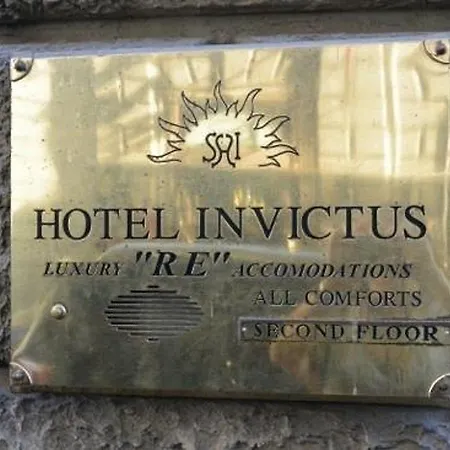 SHI
HOTEL INVICTUS
LUXURY "RE" ACCOMODATIONS
ALL COMFORTS
SECOND FLOOR